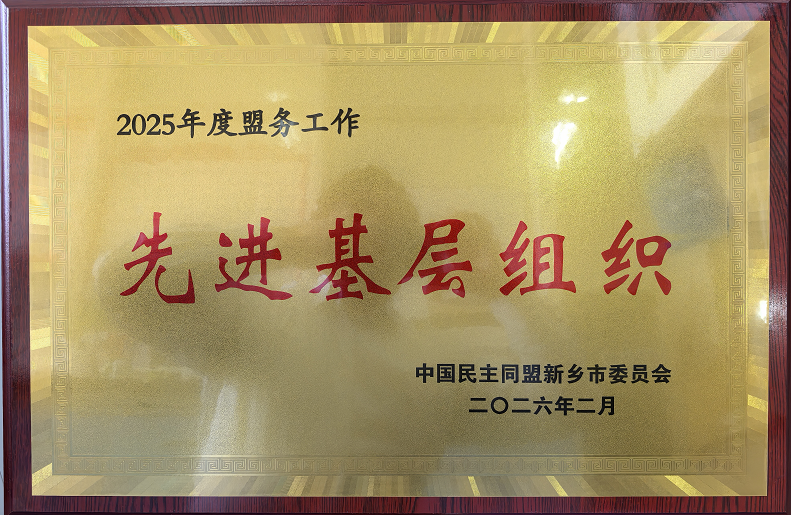 2025年度盟务工作
先进基层组织
中国民主同盟新乡市委员会
二〇二六年二月